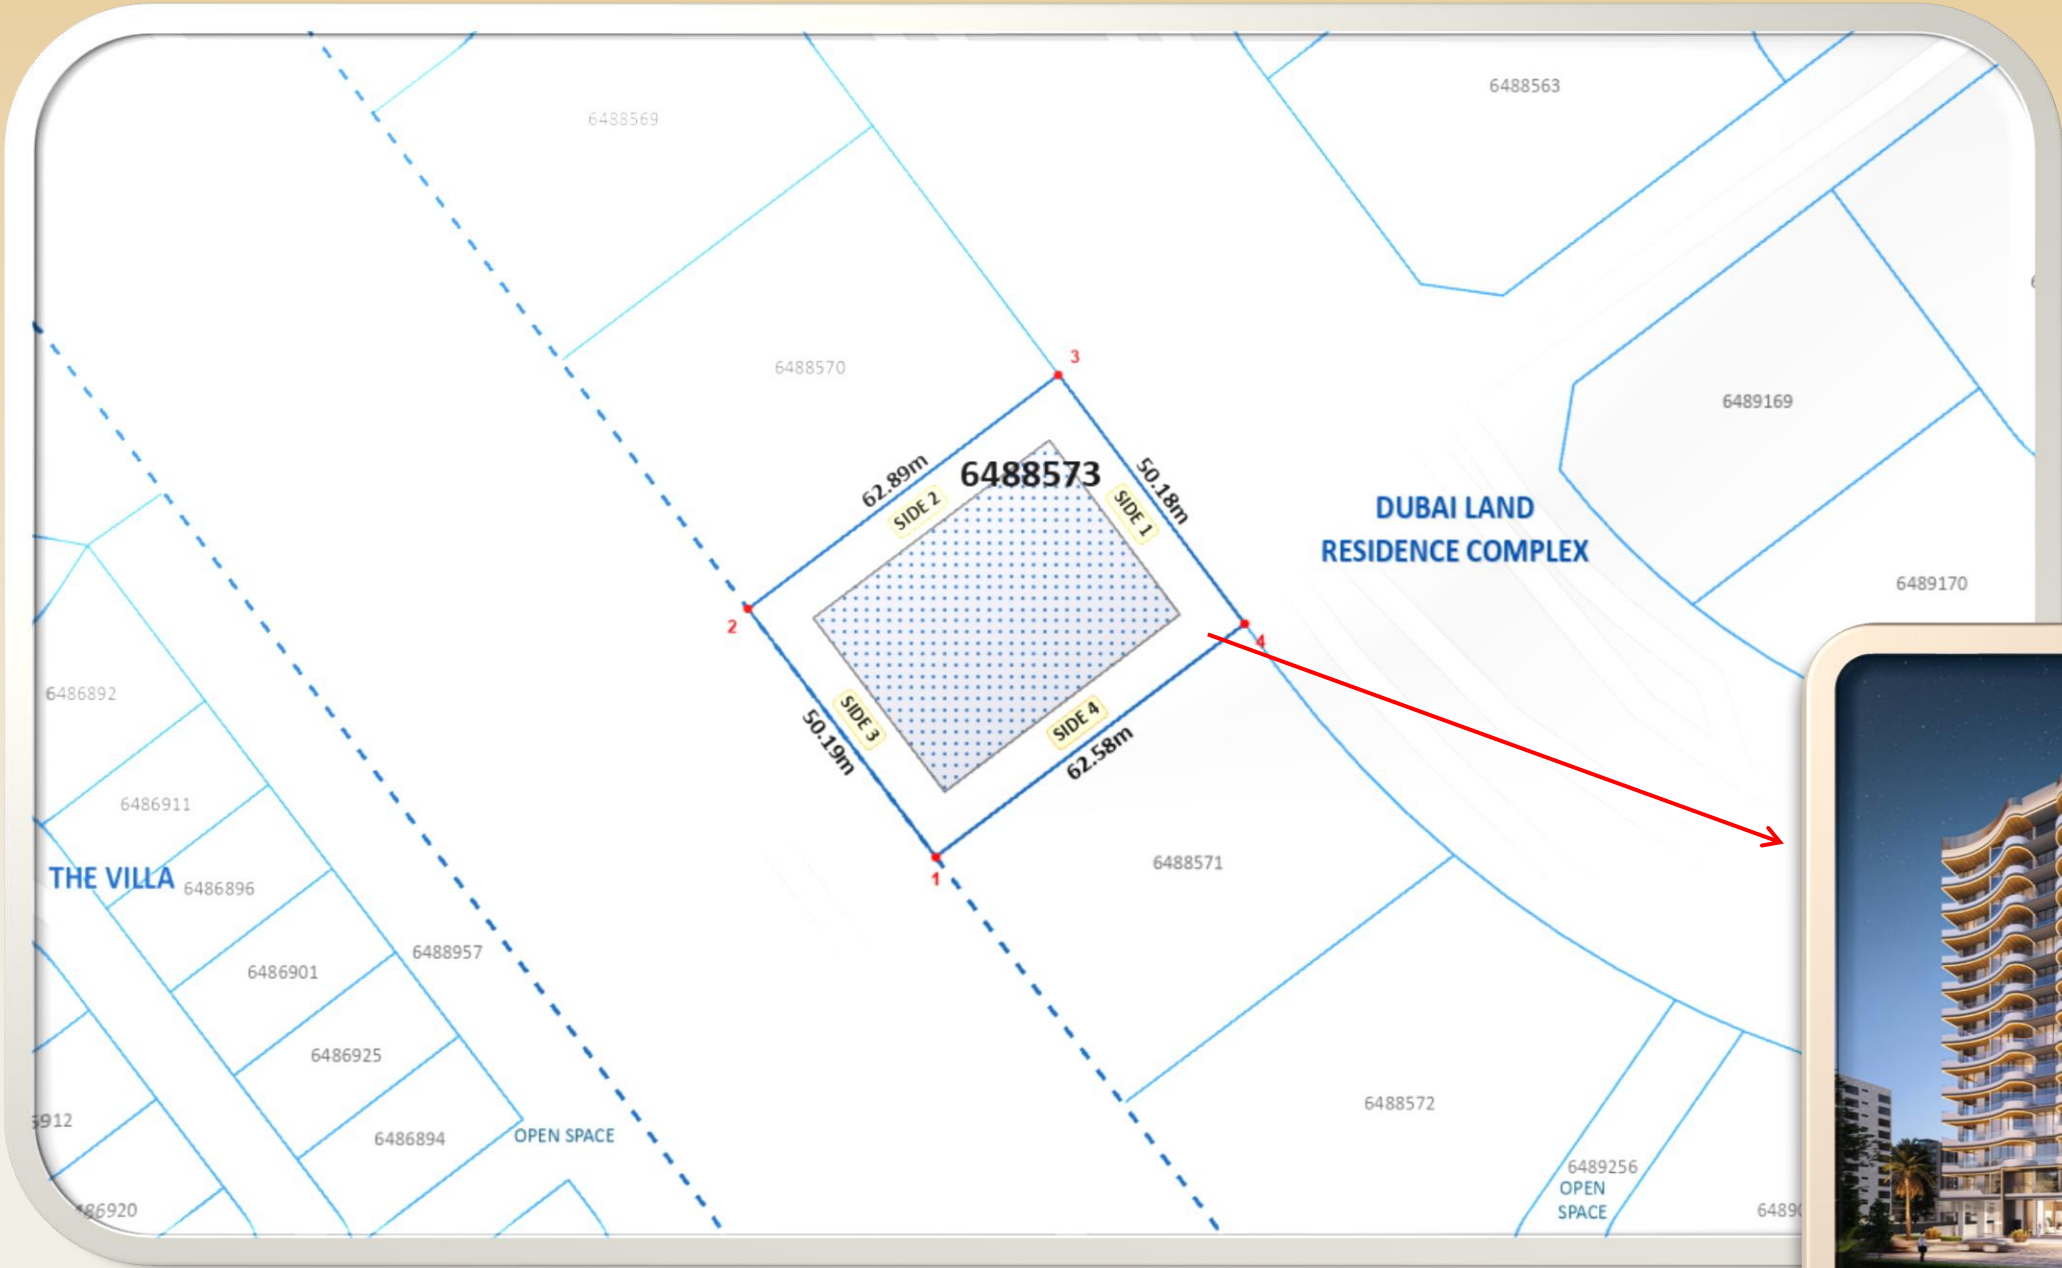 6488563
6488569
6488570
3
6489169
62.89m
6488573
50.18m
SIDE 2
SIDE 1
DUBAI LAND
RESIDENCE COMPLEX
6489170
2
4
6486892
SIDE 3
SIDE 4
50.19m
62.58m
6486911
6488571
THE VILLA
6486896
1
6488957
6486901
6486925
6488572
6486894
OPEN SPACE
6489256
OPEN
SPACE